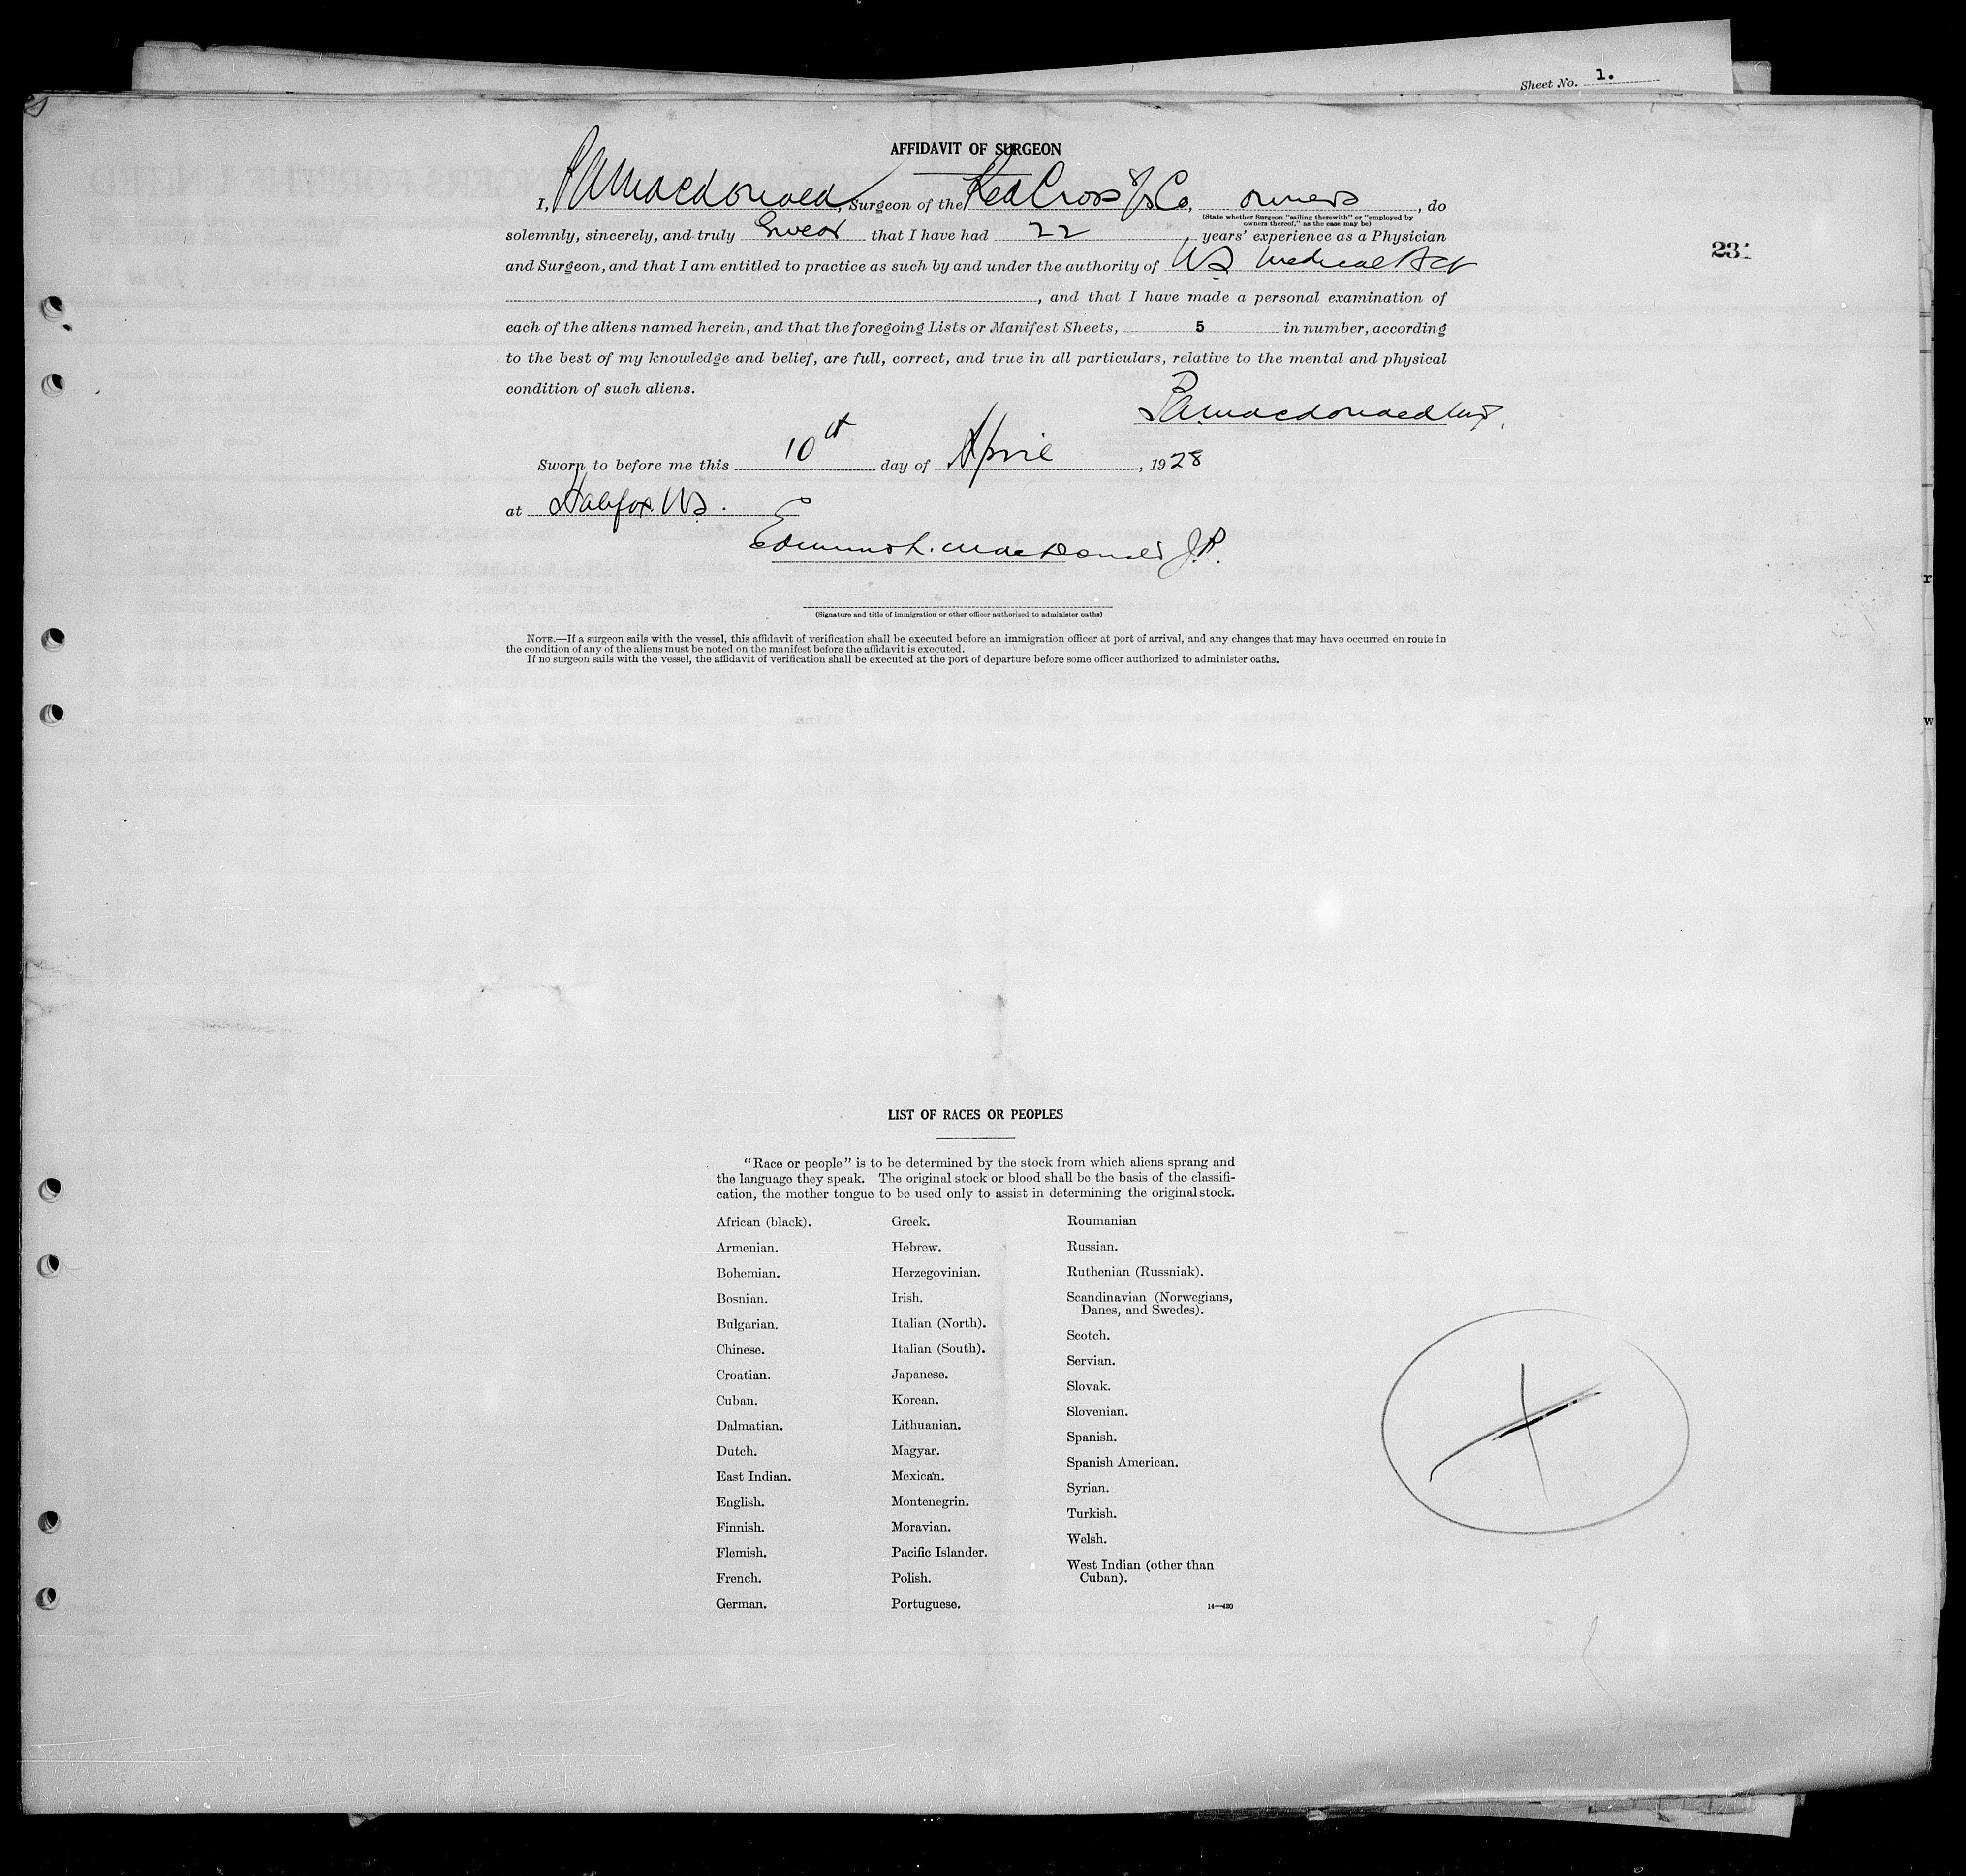 Sheet No. 1.
AFFIDAVIT OF SURGEON
I, P A Macdonald, Surgeon of the Red Cross S/S Co, owners, do
(State whether Surgeon "sailing therewith" or "employed by
owners thereof," as the case may be)
solemnly, sincerely, and truly Swear that I have had 22 years' experience as a Physician
23
and Surgeon, and that I am entitled to practice as such by and under the authority of NS Medical Act
, and that I have made a personal examination of
each of the aliens named herein, and that the foregoing Lists or Manifest Sheets, 5 in number, according
to the best of my knowledge and belief, are full, correct, and true in all particulars, relative to the mental and physical
condition of such aliens.
P A Macdonald MD.
Sworn to before me this 10th day of April, 1928
at Halifax NS.
Edmund L. MacDonald J.P.
(Signature and title of immigration or other officer authorized to administer oaths)
NOTE.—If a surgeon sails with the vessel, this affidavit of verification shall be executed before an immigration officer at port of arrival, and any changes that may have occurred en route in
the condition of any of the aliens must be noted on the manifest before the affidavit is executed.
If no surgeon sails with the vessel, the affidavit of verification shall be executed at the port of departure before some officer authorized to administer oaths.
LIST OF RACES OR PEOPLES
"Race or people" is to be determined by the stock from which aliens sprang and
the language they speak. The original stock or blood shall be the basis of the classifi-
cation, the mother tongue to be used only to assist in determining the original stock.
African (black).
Armenian.
Bohemian.
Bosnian.
Bulgarian.
Chinese.
Croatian.
Cuban.
Dalmatian.
Dutch.
East Indian.
English.
Finnish.
Flemish.
French.
German.
Greek.
Hebrew.
Herzegovinian.
Irish.
Italian (North).
Italian (South).
Japanese.
Korean.
Lithuanian.
Magyar.
Mexican.
Montenegrin.
Moravian.
Pacific Islander.
Polish.
Portuguese.
Roumanian
Russian.
Ruthenian (Russniak).
Scandinavian (Norwegians,
Danes, and Swedes).
Scotch.
Servian.
Slovak.
Slovenian.
Spanish.
Spanish American.
Syrian.
Turkish.
Welsh.
West Indian (other than
Cuban).
14—430